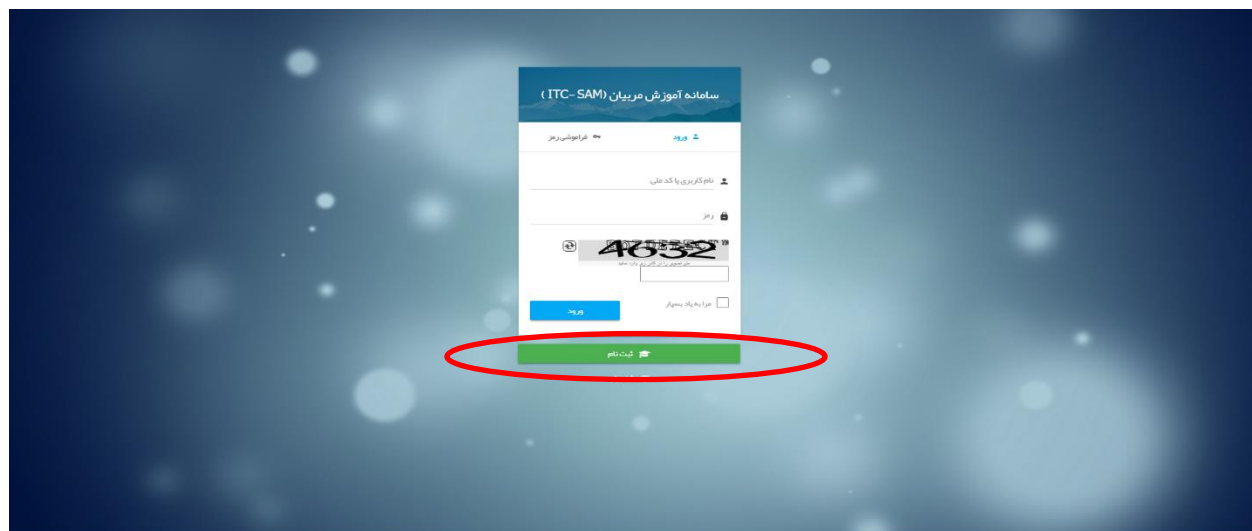 سامانه آموزش مربیان (ITC-SAM )
ورود
فراموشی رمز
نام کاربری یا کد ملی
رمز
4632
مرا به یاد بسپار
ورود
ثبت نام